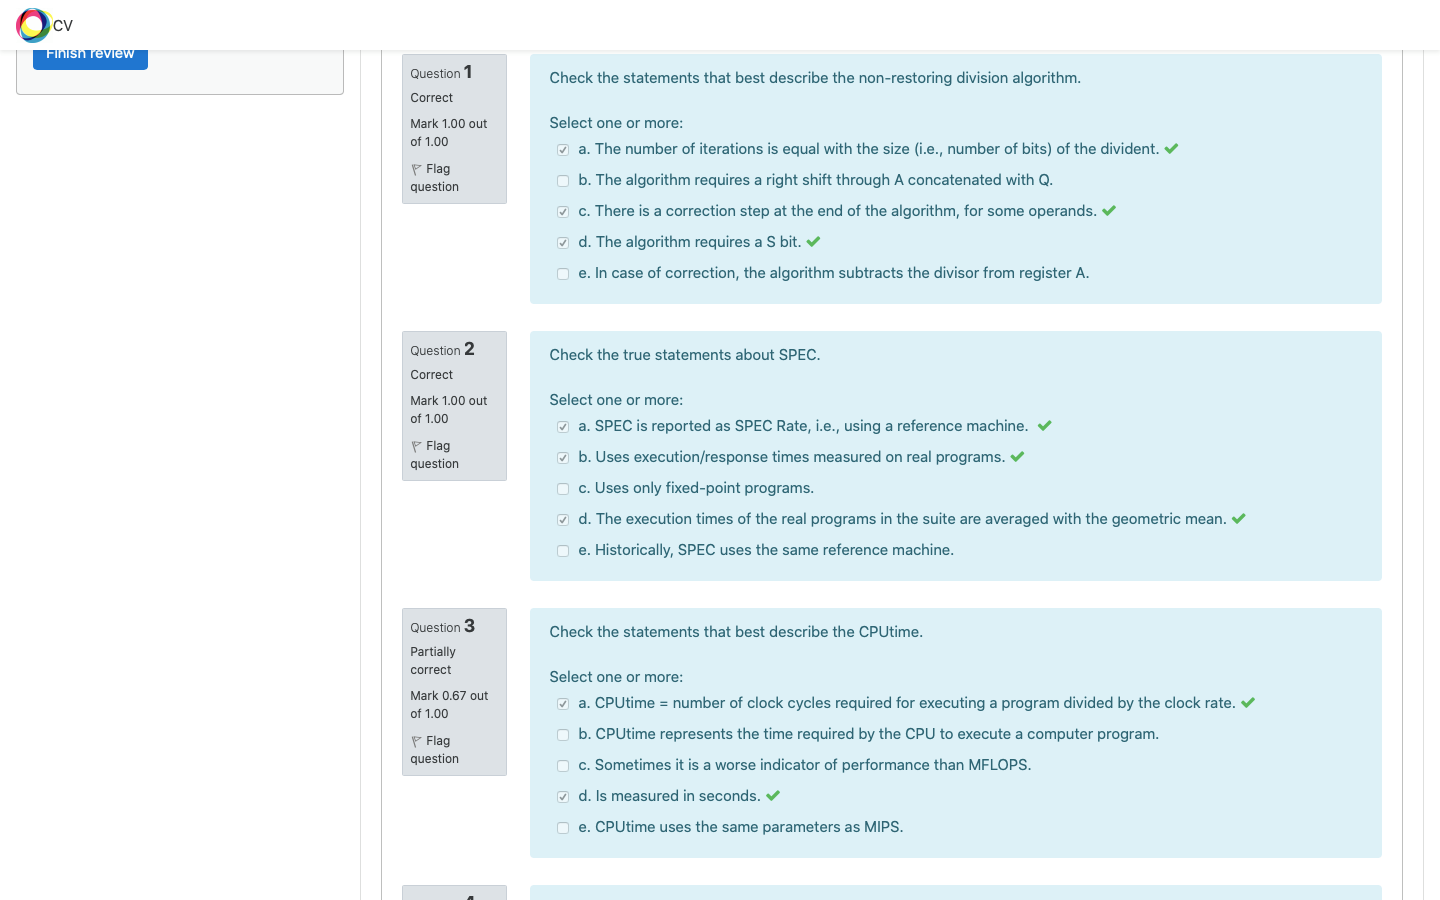 CV
Finish review
Question 1
Correct
Mark 1.00 out
of 1.00
Flag
question
Check the statements that best describe the non-restoring division algorithm.
Select one or more:
a. The number of iterations is equal with the size (i.e., number of bits) of the divident.
b. The algorithm requires a right shift through A concatenated with Q.
c. There is a correction step at the end of the algorithm, for some operands.
d. The algorithm requires a S bit.
e. In case of correction, the algorithm subtracts the divisor from register A.
Question 2
Correct
Mark 1.00 out
of 1.00
Flag
question
Check the true statements about SPEC.
Select one or more:
a. SPEC is reported as SPEC Rate, i.e., using a reference machine.
b. Uses execution/response times measured on real programs.
c. Uses only fixed-point programs.
d. The execution times of the real programs in the suite are averaged with the geometric mean.
e. Historically, SPEC uses the same reference machine.
Question 3
Partially
correct
Mark 0.67 out
of 1.00
Flag
question
Check the statements that best describe the CPUtime.
Select one or more:
a. CPUtime = number of clock cycles required for executing a program divided by the clock rate.
b. CPUtime represents the time required by the CPU to execute a computer program.
c. Sometimes it is a worse indicator of performance than MFLOPS.
d. Is measured in seconds.
e. CPUtime uses the same parameters as MIPS.